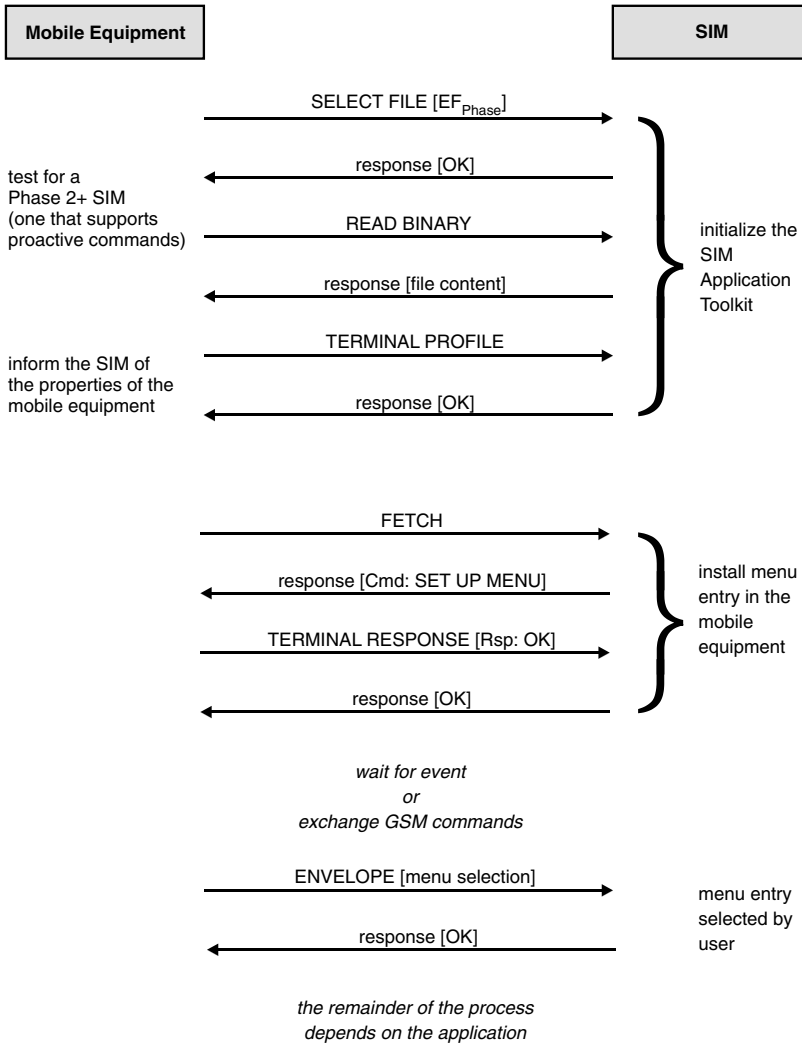 Mobile Equipment
SIM
SELECT FILE [EFPhase]
response [OK]
test for a
Phase 2+ SIM
(one that supports
proactive commands)
READ BINARY
response [file content]
initialize the
SIM
Application
Toolkit
TERMINAL PROFILE
inform the SIM of
the properties of the
mobile equipment
response [OK]
FETCH
response [Cmd: SET UP MENU]
TERMINAL RESPONSE [Rsp: OK]
response [OK]
install menu
entry in the
mobile
equipment
wait for event
or
exchange GSM commands
ENVELOPE [menu selection]
response [OK]
menu entry
selected by
user
the remainder of the process
depends on the application